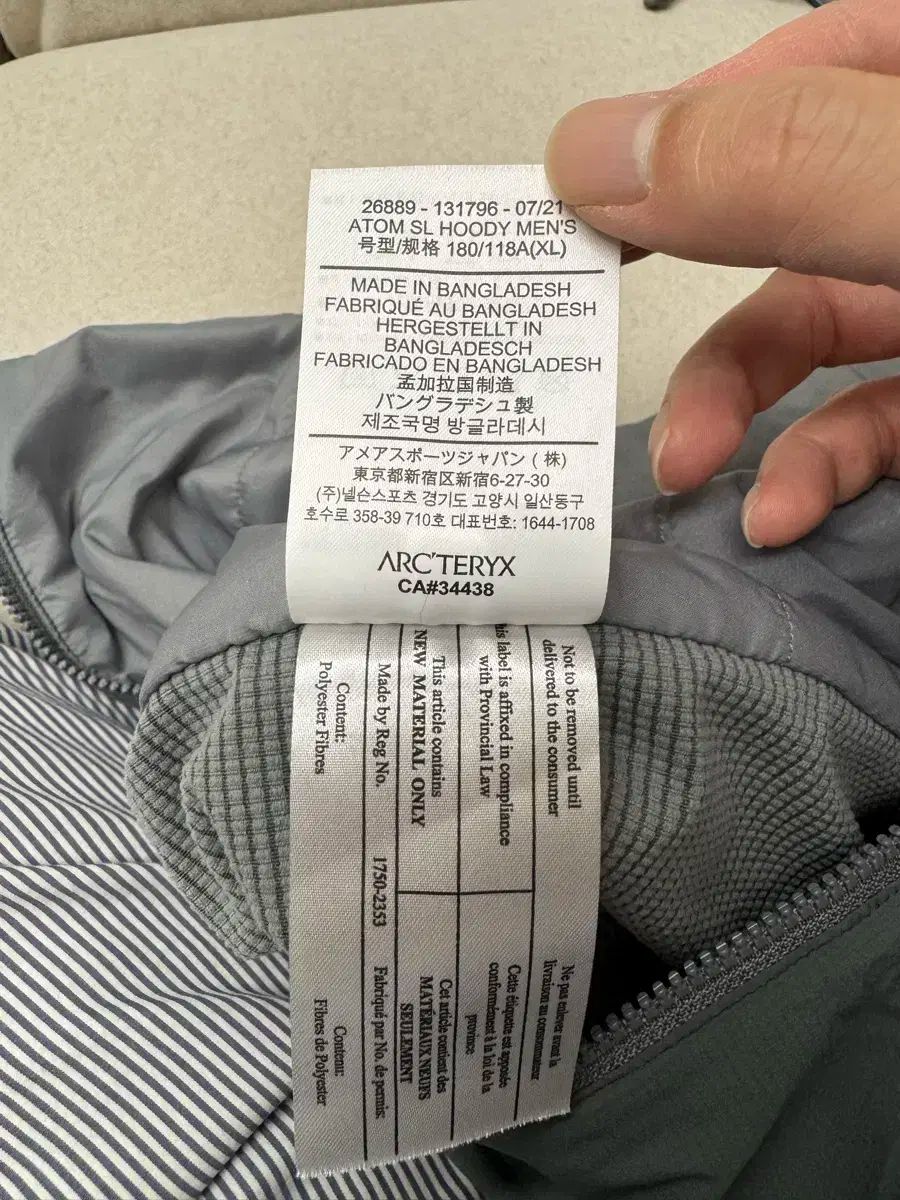 26889 - 131796 - 07/21
ATOM SL HOODY MEN'S
号型/规格 180/118A(XL)
MADE IN BANGLADESH
FABRIQUÉ AU BANGLADESH
HERGESTELLT IN
BANGLADESCH
FABRICADO EN BANGLADESH
孟加拉国制造
バングラデシュ製
제조국명 방글라데시
アメアスポーツジャパン (株)
東京都新宿区新宿6-27-30
(주)넬슨스포츠 경기도 고양시 일산동구
호수로 358-39 710호 대표번호: 1644-1708
ARC'TERYX
CA#34438
Not to be removed until
delivered to the consumer
his label is affixed in compliance
with Provincial Law
This article contains
NEW MATERIAL ONLY
Made by Reg No. 1750-2353 Fabriqué par No. de permis:
Content:
Polyester Fibres
Ne pas enlever avant la
livraison au consommateur
Cette étiquette est apposée
conformément à la loi de la
province
Cet article contient des
MATERIAUX NEUFS
SEULEMENT
Contenu:
Fibres de Polyester